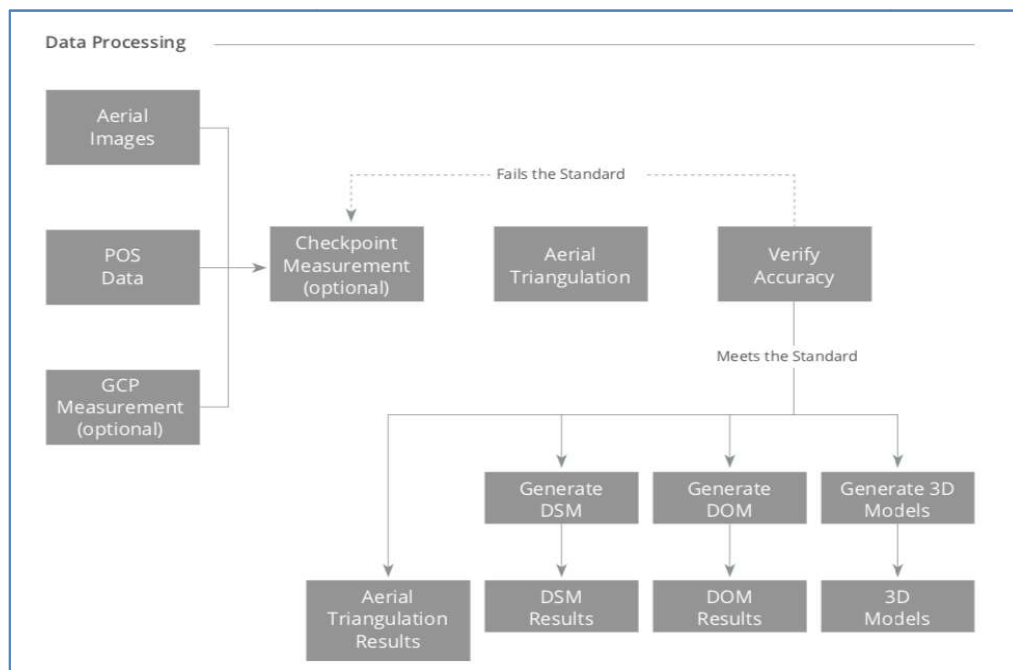 Data Processing
Aerial
Images
Fails the Standard
POS
Data
Checkpoint
Measurement
(optional)
Aerial
Triangulation
Verify
Accuracy
Meets the Standard
GCP
Measurement
(optional)
Generate
DSM
Generate
DOM
Generate 3D
Models
Aerial
Triangulation
Results
DSM
Results
DOM
Results
3D
Models